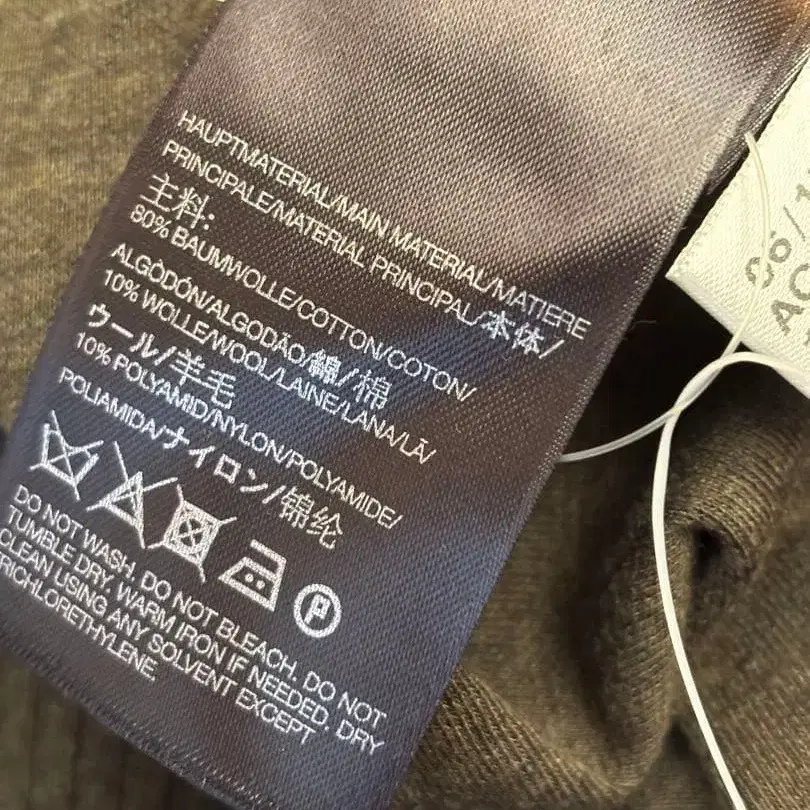 HAUPTMATERIAL/MAIN MATERIAL/MATIERE
PRINCIPALE/MATERIAL PRINCIPAL/本体/
主料:
80% BAUMWOLLE/COTTON/COTON/
ALGÒDÓN/ALGODÃO/綿/棉
10% WOLLE/WOOL/LAINE/LANA/LÃ/
ウール/羊毛
10% POLYAMID/NYLON/POLYAMIDE/
POLIAMIDA/ナイロン/锦纶
P
DO NOT WASH. DO NOT BLEACH. DO NOT
TUMBLE DRY. WARM IRON IF NEEDED. DRY
CLEAN USING ANY SOLVENT EXCEPT
TRICHLORETHYLENE.
06/1